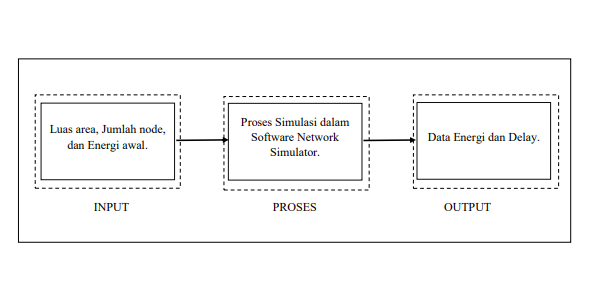 Luas area, Jumlah node,
dan Energi awal.
Proses Simulasi dalam
Software Network
Simulator.
Data Energi dan Delay.
INPUT
PROSES
OUTPUT